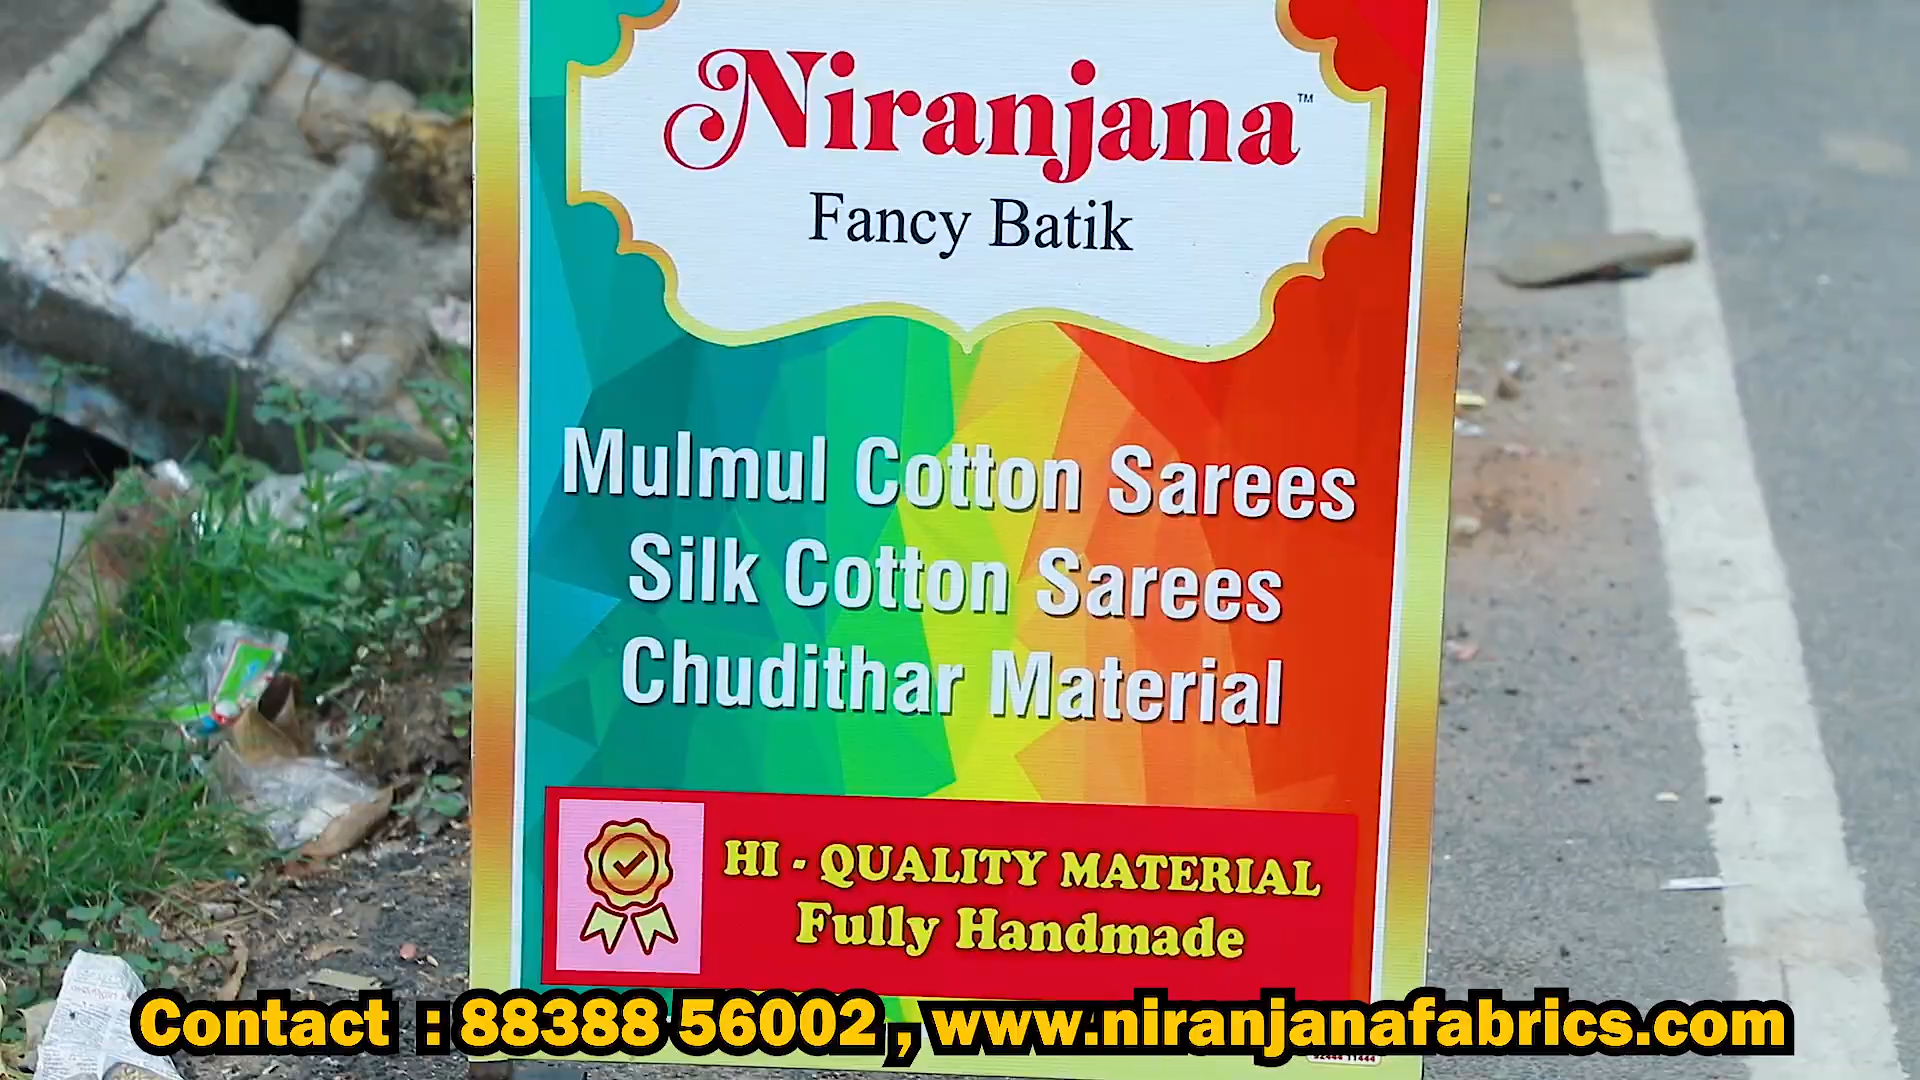 Niranjana™
Fancy Batik
Mulmul Cotton Sarees
Silk Cotton Sarees
Chudithar Material
HI - QUALITY MATERIAL
Fully Handmade
Contact : 88388 56002 , www.niranjanafabrics.com